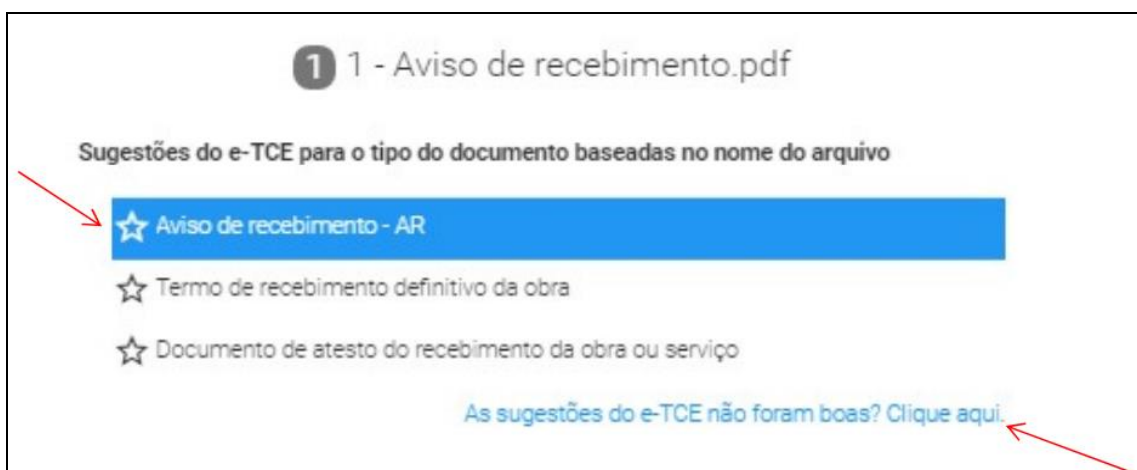 1 1 - Aviso de recebimento.pdf
Sugestões do e-TCE para o tipo do documento baseadas no nome do arquivo
Aviso de recebimento - AR
Termo de recebimento definitivo da obra
Documento de atesto do recebimento da obra ou serviço
As sugestões do e-TCE não foram boas? Clique aqui.